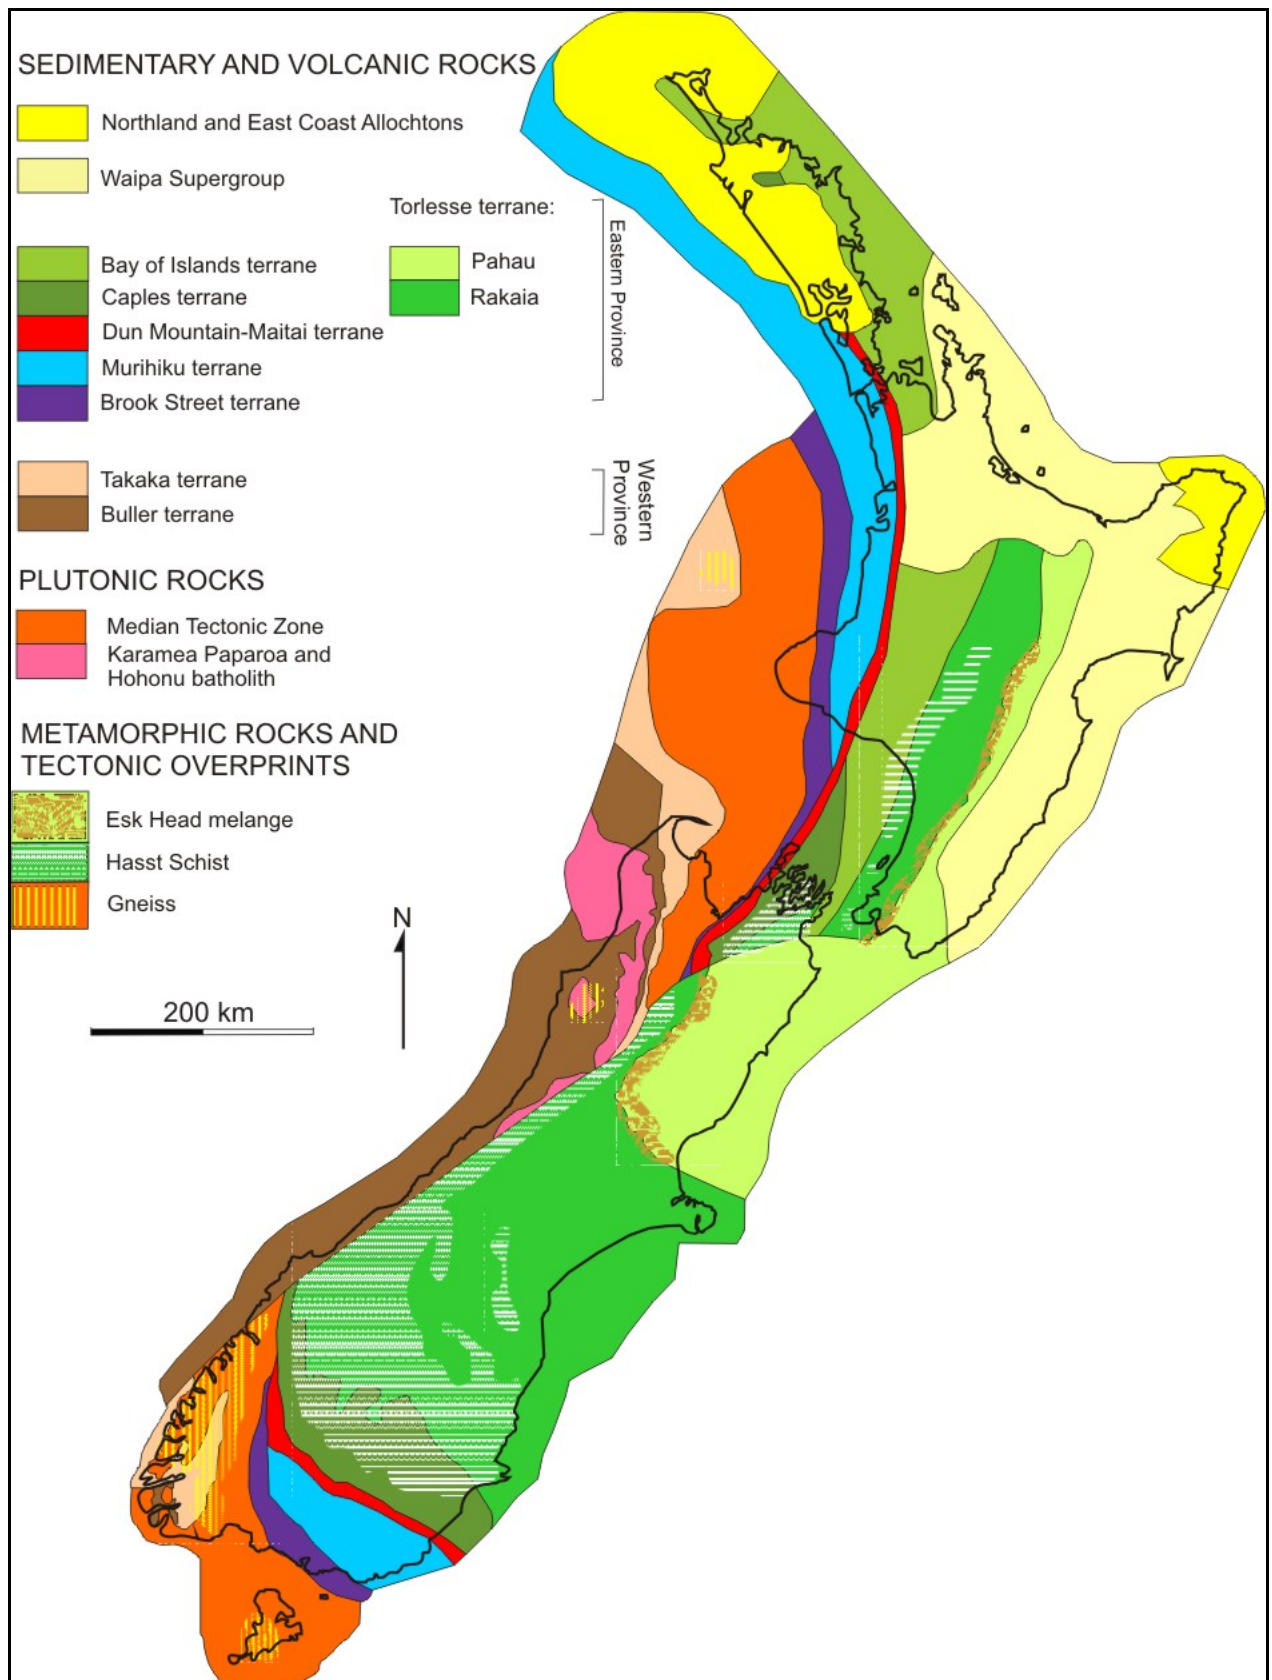 SEDIMENTARY AND VOLCANIC ROCKS
Northland and East Coast Allochtons
Waipa Supergroup
Torlesse terrane:
Bay of Islands terrane
Caples terrane
Dun Mountain-Maitai terrane
Murihiku terrane
Brook Street terrane
Pahau
Rakaia
Eastern Province
Takaka terrane
Buller terrane
Western
Province
PLUTONIC ROCKS
Median Tectonic Zone
Karamea Paparoa and
Hohonu batholith
METAMORPHIC ROCKS AND
TECTONIC OVERPRINTS
Esk Head melange
Hasst Schist
Gneiss
N
200 km